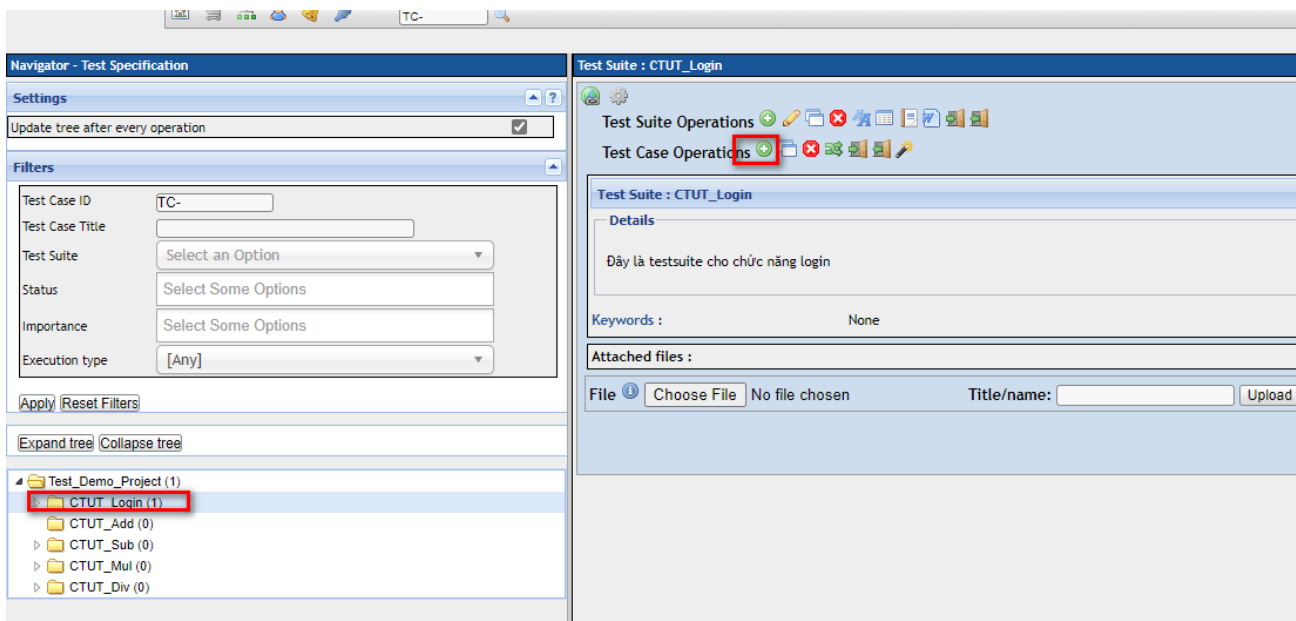 TC-
Navigator - Test Specification
Settings
?
Update tree after every operation
Filters
Test Case ID TC-
Test Case Title
Test Suite Select an Option
Status Select Some Options
Importance Select Some Options
Execution type [Any]
Apply Reset Filters
Expand tree Collapse tree
Test_Demo_Project (1)
CTUT_Login (1)
CTUT_Add (0)
CTUT_Sub (0)
CTUT_Mul (0)
CTUT_Div (0)
Test Suite : CTUT_Login
Test Suite Operations
Test Case Operations
Test Suite : CTUT_Login
Details
Đây là testsuite cho chức năng login
Keywords : None
Attached files :
File Choose File No file chosen Title/name: Upload